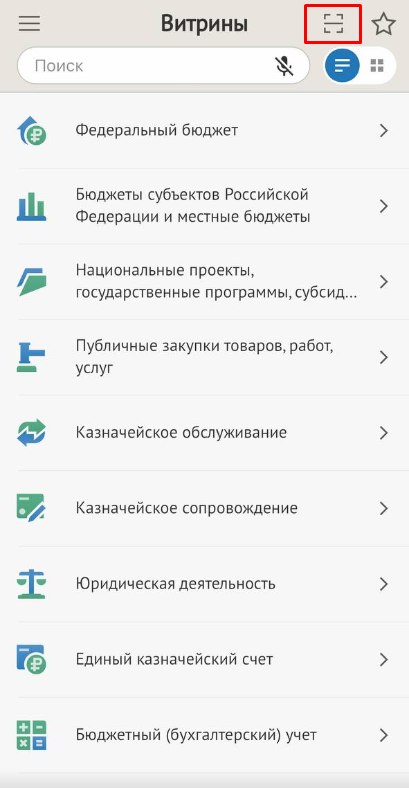 Витрины
Поиск
Федеральный бюджет
Бюджеты субъектов Российской
Федерации и местные бюджеты
Национальные проекты,
государственные программы, субсид...
Публичные закупки товаров, работ,
услуг
Казначейское обслуживание
Казначейское сопровождение
Юридическая деятельность
Единый казначейский счет
Бюджетный (бухгалтерский) учет